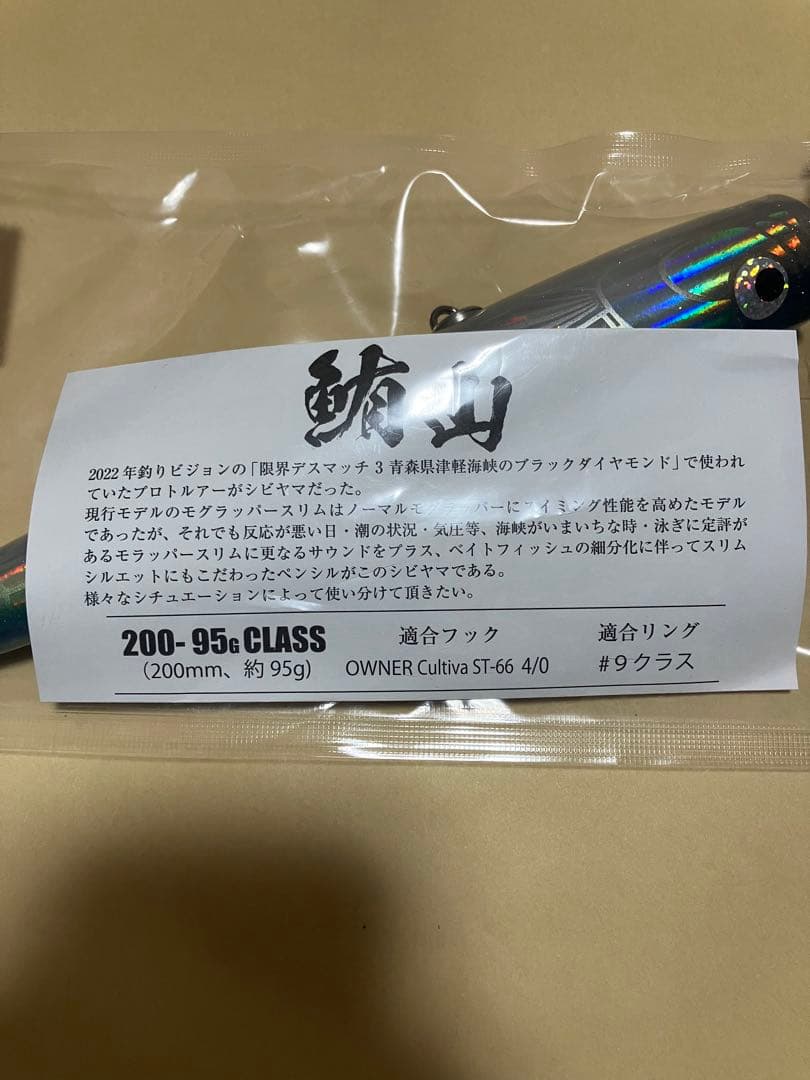 鮪山
2022年釣りビジョンの「限界デスマッチ3 青森県津軽海峡のブラックダイヤモンド」で使われ
ていたプロトルアーがシビヤマだった。
現行モデルのモグラッパースリムはノーマルモグラッパーにスイミング性能を高めたモデル
であったが、それでも反応が悪い日・潮の状況・気圧等、海峡がいまいちな時・泳ぎに定評が
あるモラッパースリムに更なるサウンドをプラス、ベイトフィッシュの細分化に伴ってスリム
シルエットにもこだわったペンシルがこのシビヤマである。
様々なシチュエーションによって使い分けて頂きたい。
200-95G CLASS 適合フック 適合リング
(200mm、約95g) OWNER Cultiva ST-66 4/0 #9クラス